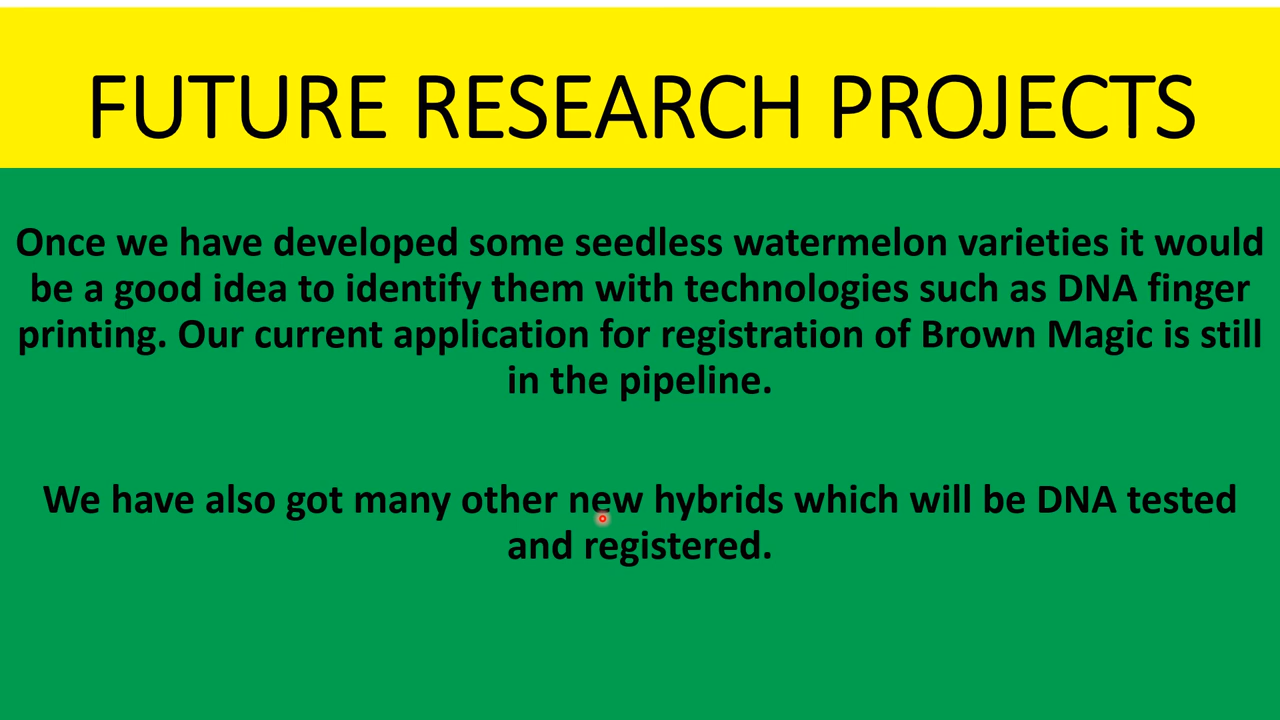 FUTURE RESEARCH PROJECTS
Once we have developed some seedless watermelon varieties it would
be a good idea to identify them with technologies such as DNA finger
printing. Our current application for registration of Brown Magic is still
in the pipeline.
We have also got many other new hybrids which will be DNA tested
and registered.